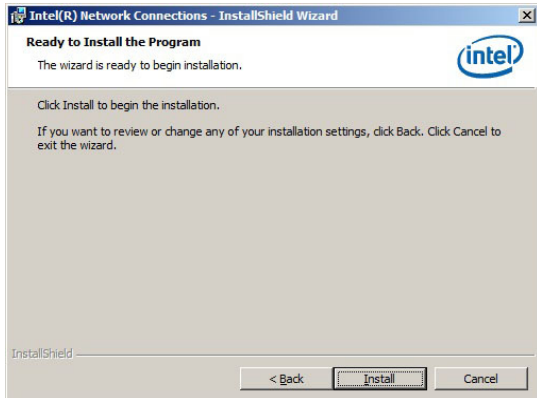 Intel(R) Network Connections - InstallShield Wizard
Ready to Install the Program
The wizard is ready to begin installation.
intel
Click Install to begin the installation.
If you want to review or change any of your installation settings, click Back. Click Cancel to
exit the wizard.
InstallShield
< Back
Install
Cancel